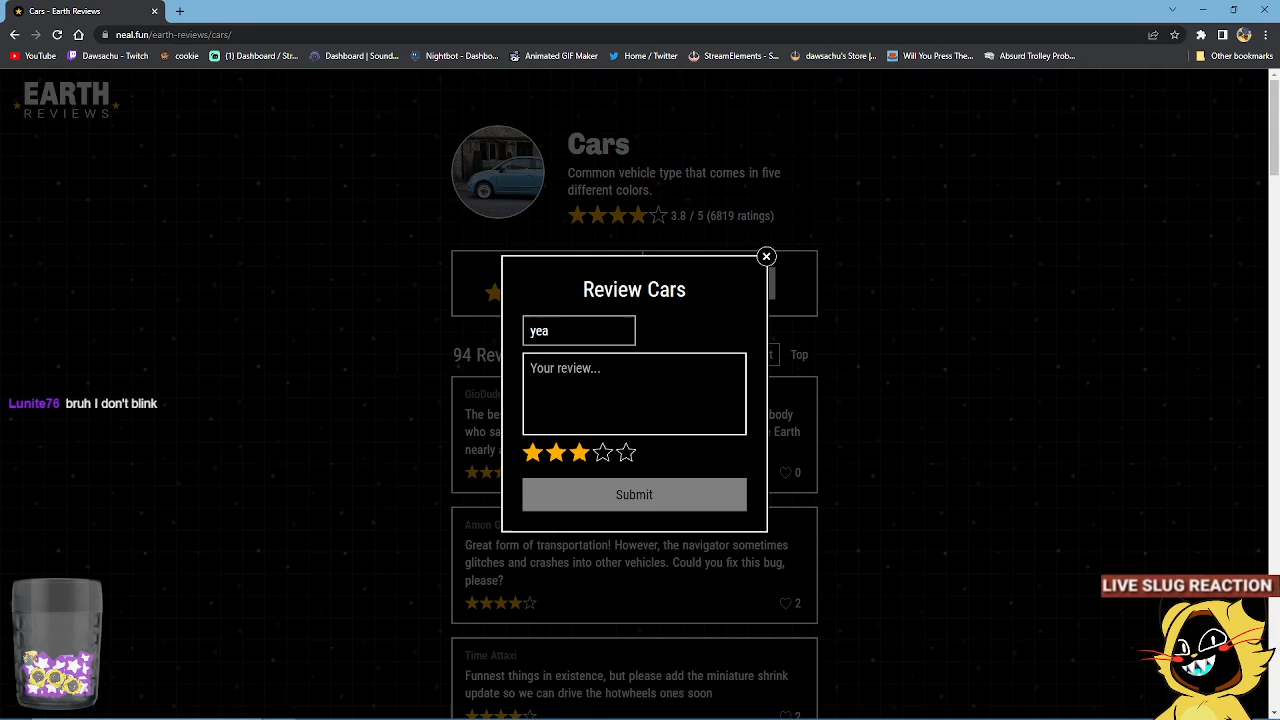 Cars - Earth Reviews
neal.fun/earth-reviews/cars/
YouTube
Dawsachu - Twitch
cookie
(1) Dashboard / Str...
Dashboard | Sound...
Nightbot - Dashboa...
Animated GIF Maker
Home / Twitter
StreamElements - D...
dawsachu's Store |...
Will You Press The...
Absurd Trolley Prob...
Other bookmarks
EARTH
REVIEWS
Cars
Common vehicle type that comes in five
different colors.
3.8 / 5 (6819 ratings)
Review Cars
yea
94 Rev
Top
Your review...
GioDud
The be
body
who sa
Earth
nearly
0
Submit
Lunite76 bruh I don't blink
Amon
Great form of transportation! However, the navigator sometimes
glitches and crashes into other vehicles. Could you fix this bug,
please?
2
Time Attaxi
Funnest things in existence, but please add the miniature shrink
update so we can drive the hotwheels ones soon
2
LIVE SLUG REACTION